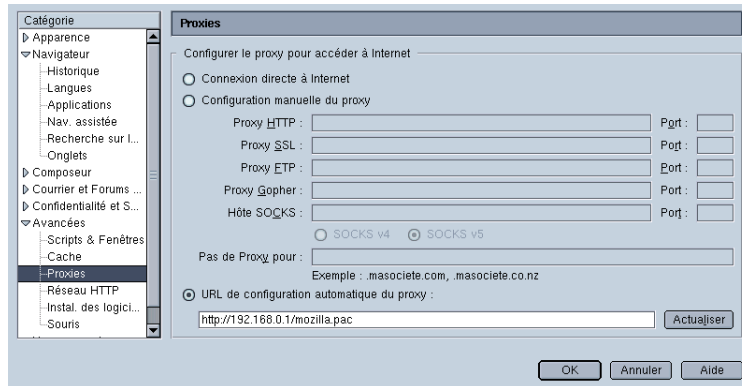 Catégorie
Apparence
Navigateur
Historique
Langues
Applications
Nav. assistée
Recherche sur l...
Onglets
Composeur
Courrier et Forums ...
Confidentialité et S...
Avancées
Scripts & Fenêtres
Cache
Proxies
Réseau HTTP
Instal. des logici...
Souris
Proxies
Configurer le proxy pour accéder à Internet
Connexion directe à Internet
Configuration manuelle du proxy
Proxy HTTP : Port :
Proxy SSL : Port :
Proxy FTP : Port :
Proxy Gopher : Port :
Hôte SOCKS : Port :
SOCKS v4 SOCKS v5
Pas de Proxy pour :
Exemple : .masociete.com, .masociete.co.nz
URL de configuration automatique du proxy :
http://192.168.0.1/mozilla.pac Actualiser
OK Annuler Aide